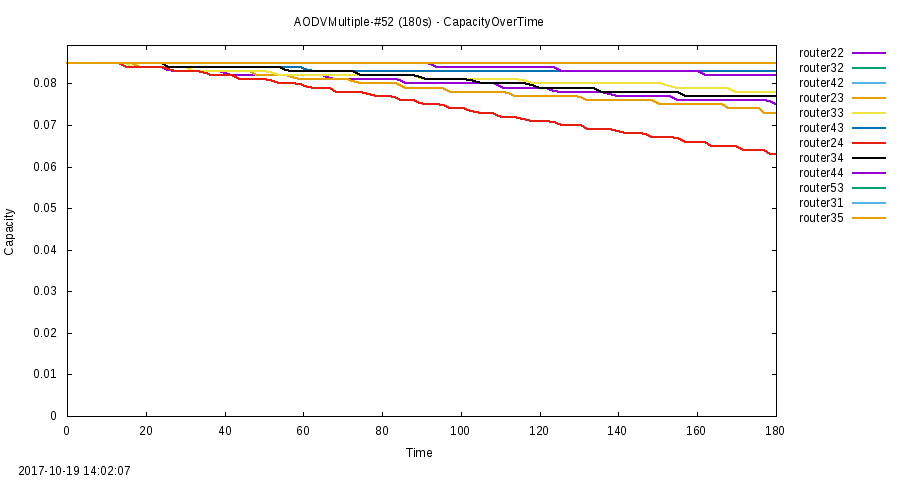 AODVMultiple-#52 (180s) - CapacityOverTime
router22
router32
router42
router23
router33
router43
router24
router34
router44
router53
router31
router35
Capacity
0.08
0.07
0.06
0.05
0.04
0.03
0.02
0.01
0
0 20 40 60 80 100 120 140 160 180
Time
2017-10-19 14:02:07